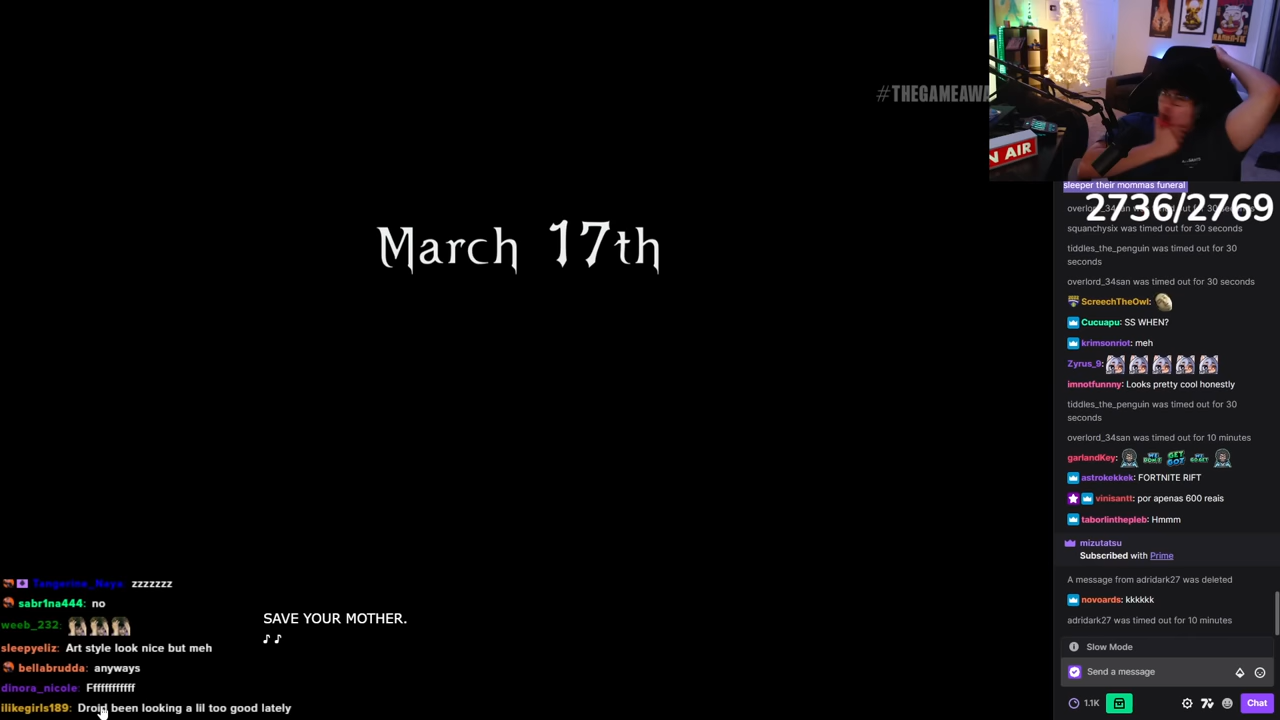 #THEGAMEAWA
N AIR
March 17th
SAVE YOUR MOTHER.
♪ ♪
zzzzzzz
sabr1na444: no
weeb_232:
sleepyeliz: Art style look nice but meh
bellabrudda: anyways
dinora_nicole: Fffffffffff
ilikegirls189: Droid been looking a lil too good lately
sleeper their mommas funeral
2736/2769
squanchysix was timed out for 30 seconds
tiddles_the_penguin was timed out for 30
seconds
overlord_34san was timed out for 30 seconds
ScreechTheOwl:
Cucuapu: SS WHEN?
krimsonriot: meh
Zyrus_9:
imnotfunnny: Looks pretty cool honestly
tiddles_the_penguin was timed out for 30
seconds
overlord_34san was timed out for 10 minutes
garlandKey:
astrokekkek: FORTNITE RIFT
vinisantt: por apenas 600 reais
taborlinthepleb: Hmmm
mizutatsu
Subscribed with Prime
A message from adridark27 was deleted
novoards: kkkkkk
adridark27 was timed out for 10 minutes
Slow Mode
Send a message
1.1K
Chat